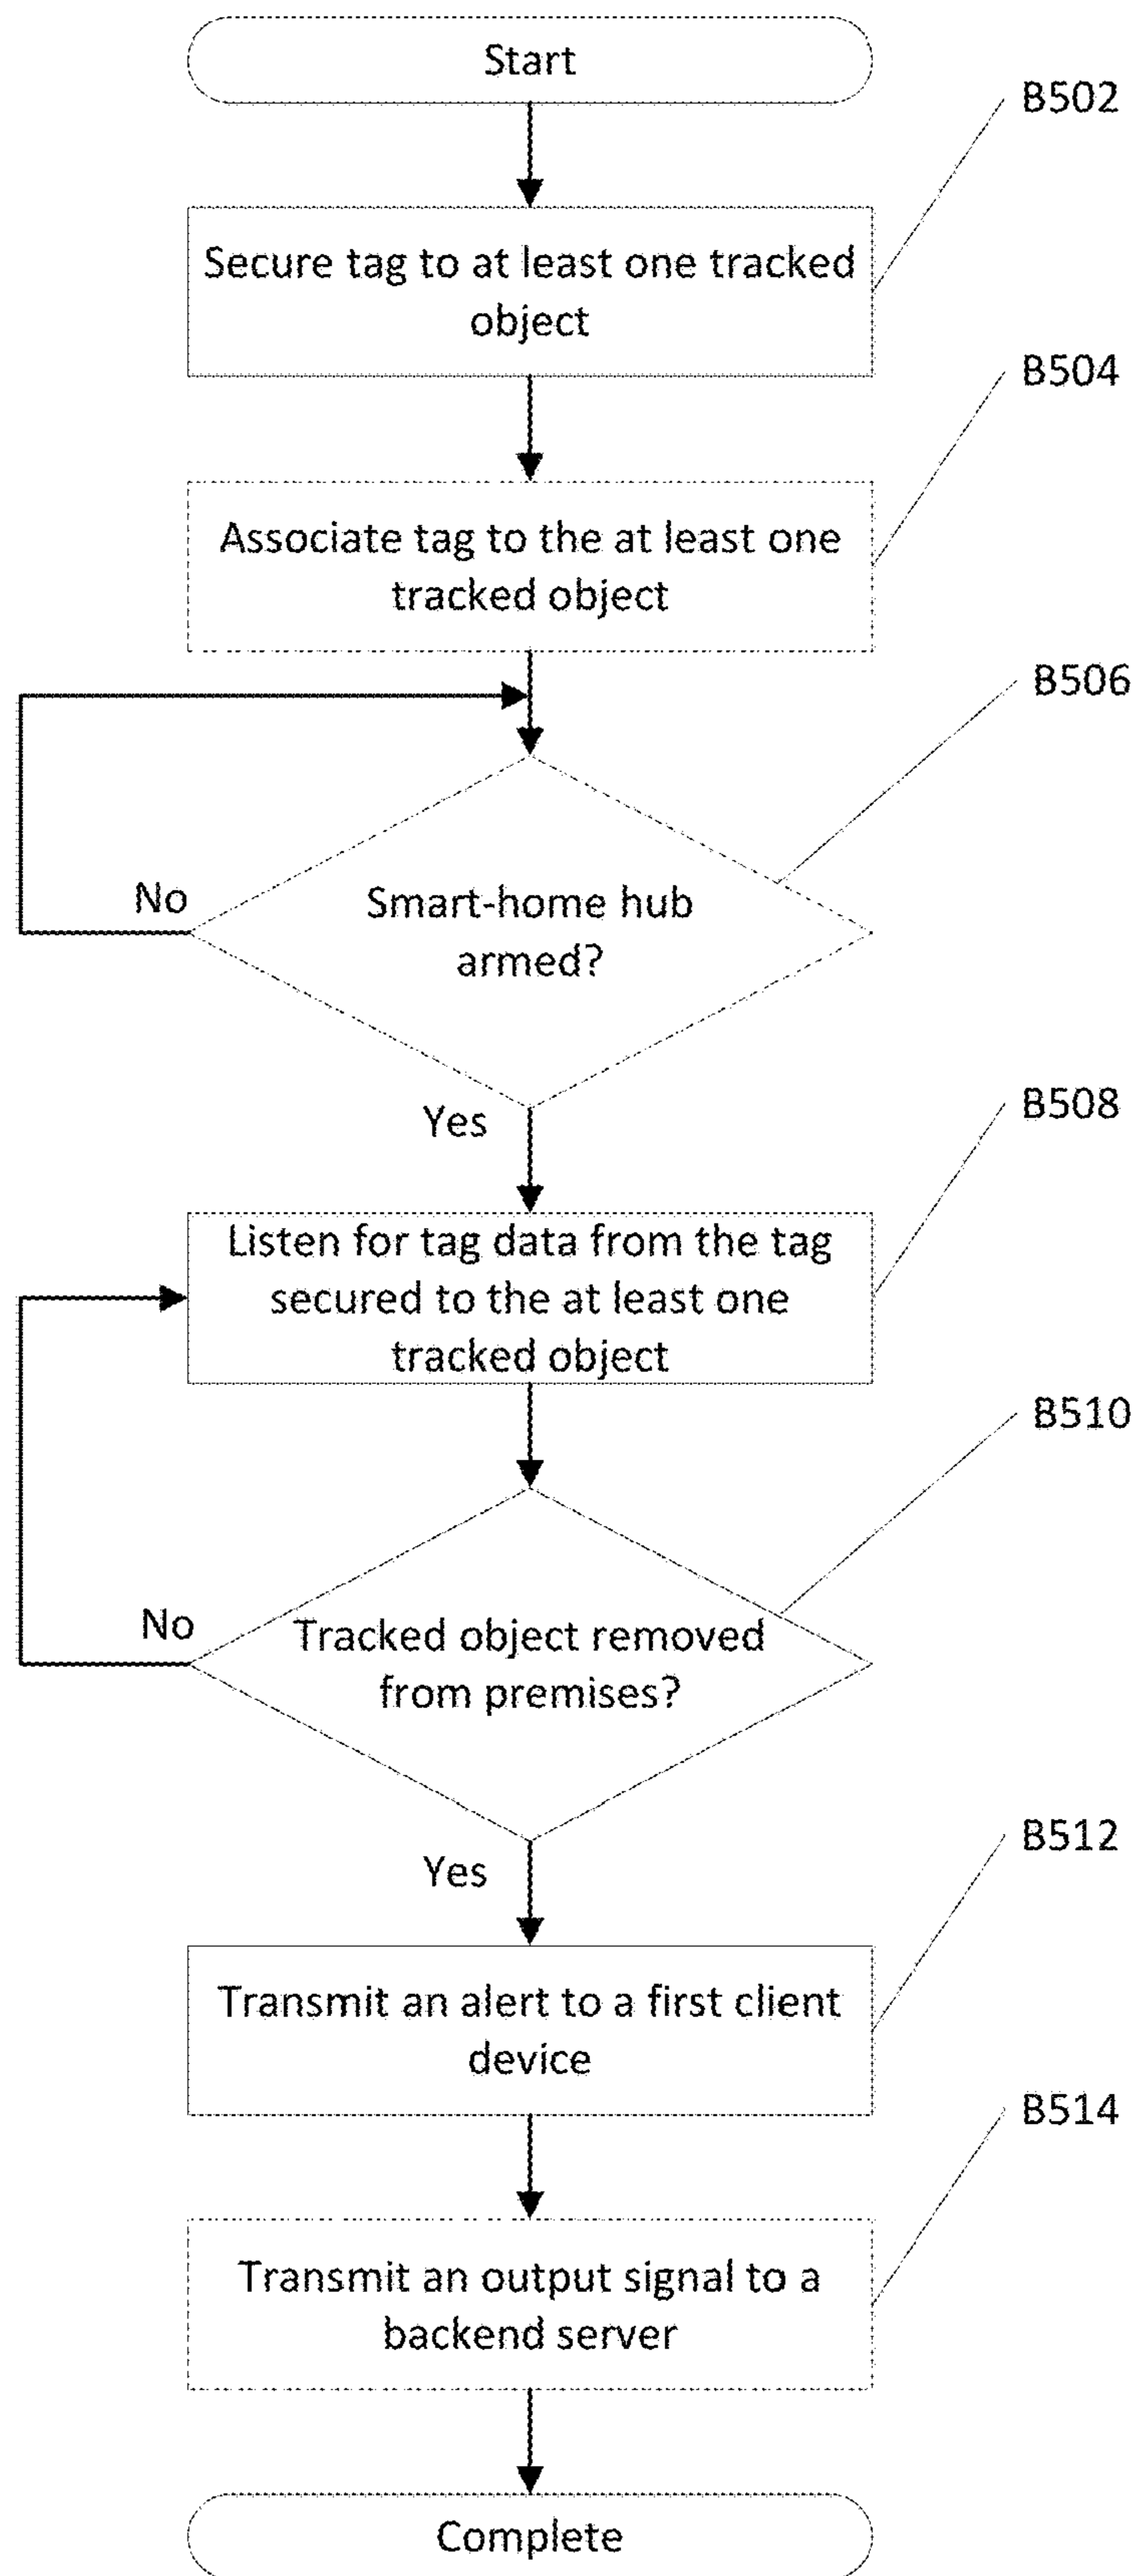 Start
B502
Secure tag to at least one tracked
object
B504
Associate tag to the at least one
tracked object
B506
No
Smart-home hub
armed?
Yes
B508
Listen for tag data from the tag
secured to the at least one
tracked object
B510
No
Tracked object removed
from premises?
Yes
B512
Transmit an alert to a first client
device
B514
Transmit an output signal to a
backend server
Complete